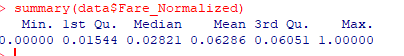 > summary(data$Fare_Normalized)
Min. 1st Qu. Median Mean 3rd Qu. Max.
0.00000 0.01544 0.02821 0.06286 0.06051 1.00000
>